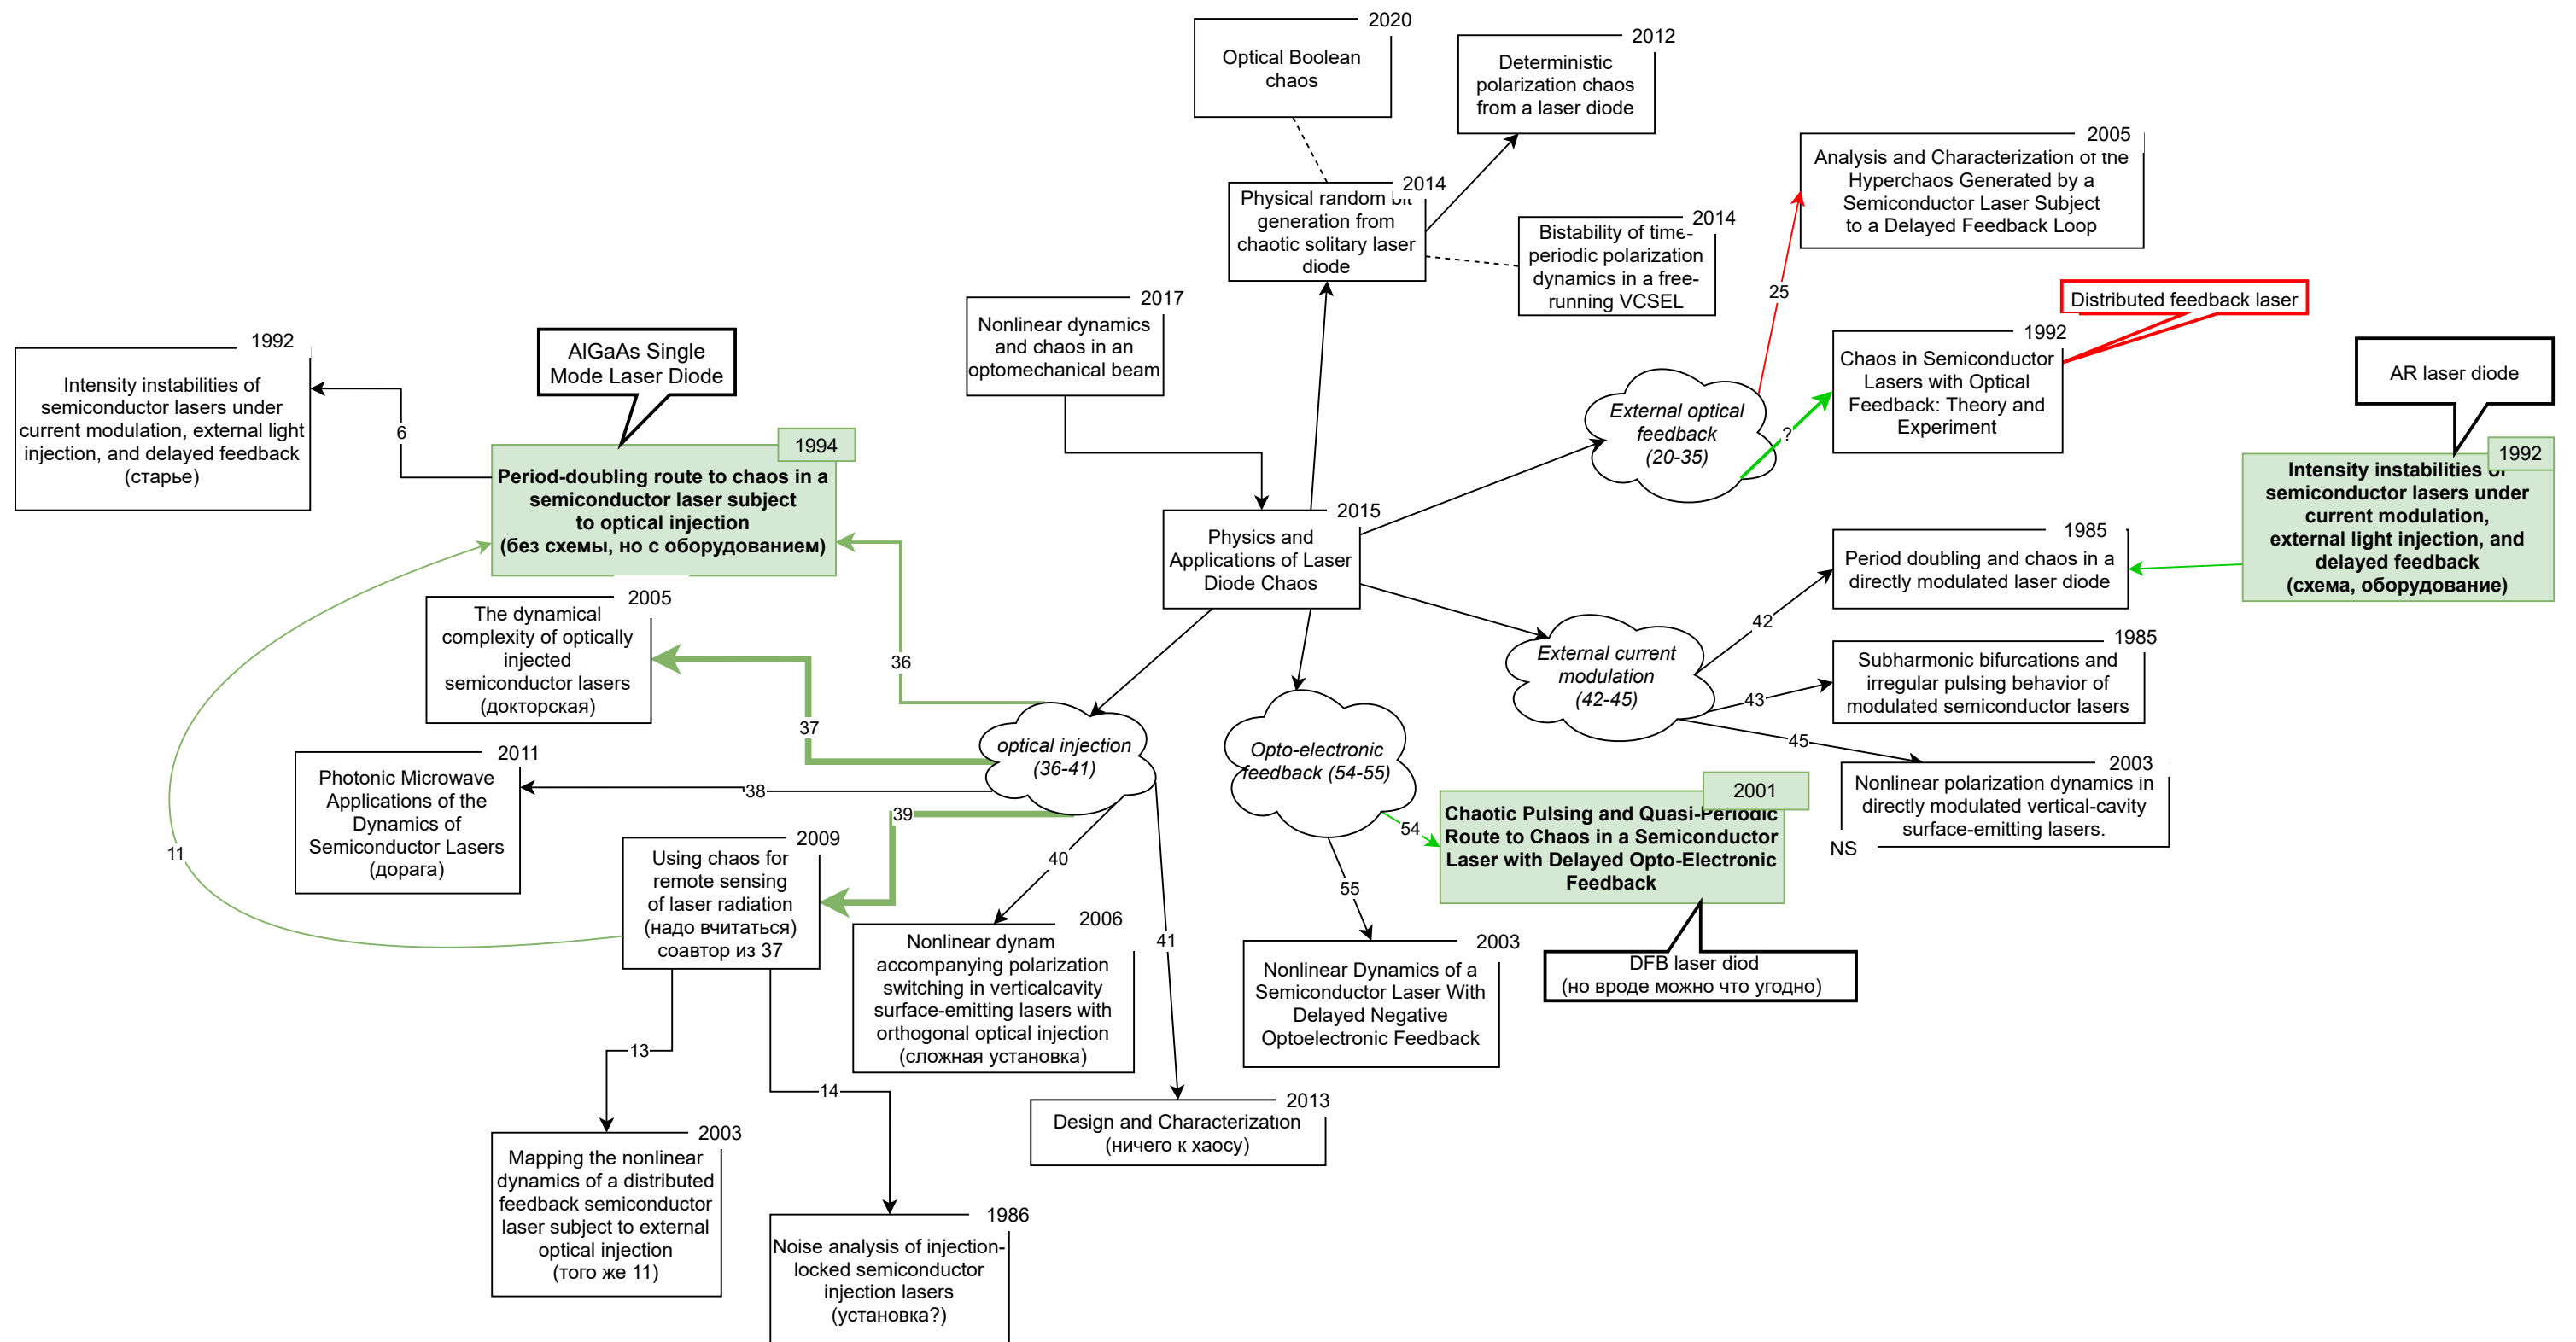 2020
Optical Boolean
chaos
2012
Deterministic
polarization chaos
from a laser diode
2005
Analysis and Characterization of the
Hyperchaos Generated by a
Semiconductor Laser Subject
to a Delayed Feedback Loop
2014
Physical random bit
generation from
chaotic solitary laser
diode
2014
Bistability of time-
periodic polarization
dynamics in a free-
running VCSEL
25
2017
Nonlinear dynamics
and chaos in an
optomechanical beam
Distributed feedback laser
1992
Chaos in Semiconductor
Lasers with Optical
Feedback: Theory and
Experiment
AR laser diode
1992
Intensity instabilities of
semiconductor lasers under
current modulation, external light
injection, and delayed feedback
(старье)
AlGaAs Single
Mode Laser Diode
6
1994
Period-doubling route to chaos in a
semiconductor laser subject
to optical injection
(без схемы, но с оборудованием)
External optical
feedback
(20-35)
?
1992
Intensity instabilities of
semiconductor lasers under
current modulation,
external light injection, and
delayed feedback
(схема, оборудование)
2015
Physics and
Applications of Laser
Diode Chaos
1985
Period doubling and chaos in a
directly modulated laser diode
2005
The dynamical
complexity of optically
injected
semiconductor lasers
(докторская)
36
37
External current
modulation
(42-45)
42
43
45
1985
Subharmonic bifurcations and
irregular pulsing behavior of
modulated semiconductor lasers
optical injection
(36-41)
Opto-electronic
feedback (54-55)
2003
Nonlinear polarization dynamics in
directly modulated vertical-cavity
surface-emitting lasers.
NS
2011
Photonic Microwave
Applications of the
Dynamics of
Semiconductor Lasers
(дорага)
38
39
54
2001
Chaotic Pulsing and Quasi-Periodic
Route to Chaos in a Semiconductor
Laser with Delayed Opto-Electronic
Feedback
11
2009
Using chaos for
remote sensing
of laser radiation
(надо вчитаться)
соавтор из 37
40
41
55
2006
Nonlinear dynam
accompanying polarization
switching in verticalcavity
surface-emitting lasers with
orthogonal optical injection
(сложная установка)
2003
Nonlinear Dynamics of a
Semiconductor Laser With
Delayed Negative
Optoelectronic Feedback
DFB laser diod
(но вроде можно что угодно)
13
14
2013
Design and Characterization
(ничего к хаосу)
2003
Mapping the nonlinear
dynamics of a distributed
feedback semiconductor
laser subject to external
optical injection
(того же 11)
1986
Noise analysis of injection-
locked semiconductor
injection lasers
(установка?)